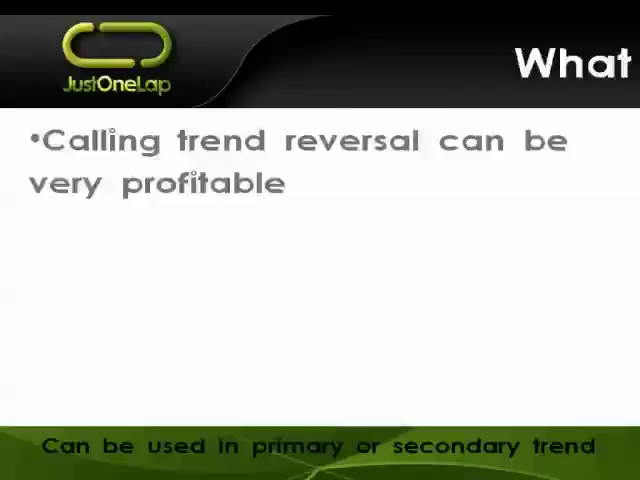 JustOneLap
What
•Calling trend reversal can be
very profitable
Can be used in primary or secondary trend